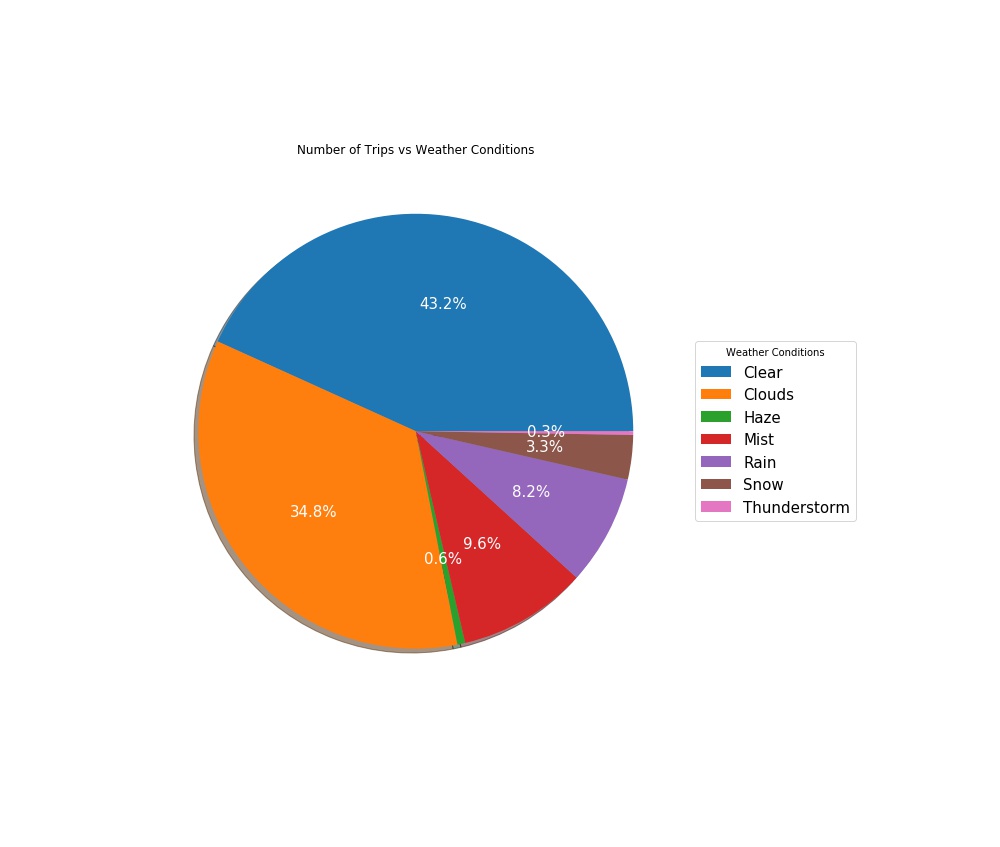 Number of Trips vs Weather Conditions
43.2%
34.8%
0.6%
9.6%
8.2%
3.3%
0.3%
Weather Conditions
Clear
Clouds
Haze
Mist
Rain
Snow
Thunderstorm